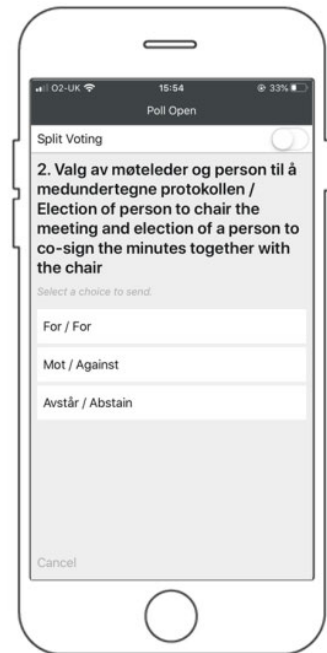 O2-UK 15:54 33%
Poll Open
Split Voting
2. Valg av møteleder og person til å
medundertegne protokollen /
Election of person to chair the
meeting and election of a person to
co-sign the minutes together with
the chair
Select a choice to send.
For / For
Mot / Against
Avstår / Abstain
Cancel